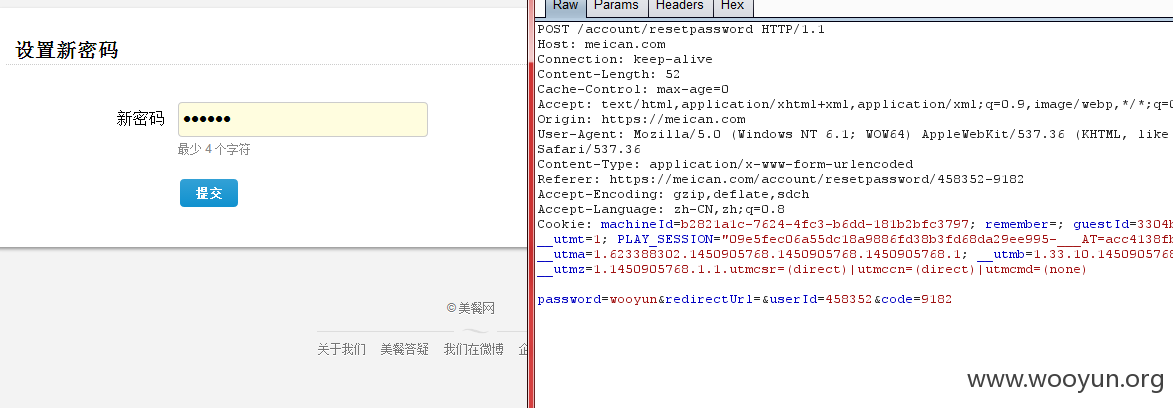 设置新密码
新密码
••••••
最少 4 个字符
提交
©美餐网
关于我们 美餐答疑 我们在微博
Raw Params Headers Hex
POST /account/resetpassword HTTP/1.1
Host: meican.com
Connection: keep-alive
Content-Length: 52
Cache-Control: max-age=0
Accept: text/html,application/xhtml+xml,application/xml;q=0.9,image/webp,*/*;q=0
Origin: https://meican.com
User-Agent: Mozilla/5.0 (Windows NT 6.1; WOW64) AppleWebKit/537.36 (KHTML, like
Safari/537.36
Content-Type: application/x-www-form-urlencoded
Referer: https://meican.com/account/resetpassword/458352-9182
Accept-Encoding: gzip,deflate,sdch
Accept-Language: zh-CN,zh;q=0.8
Cookie: machineId=b2821a1c-7624-4fc3-b6dd-181b2bfc3797; remember=; guestId=3304b
__utmt=1; PLAY_SESSION="09e5fec06a55dc18a9886fd38b3fd68da29ee995-___AT=acc4138fb
__utma=1.623388302.1450905768.1450905768.1450905768.1; __utmb=1.33.10.1450905768
__utmz=1.1450905768.1.1.utmcsr=(direct)|utmccn=(direct)|utmcmd=(none)
password=wooyun&redirectUrl=&userId=458352&code=9182
www.wooyun.org